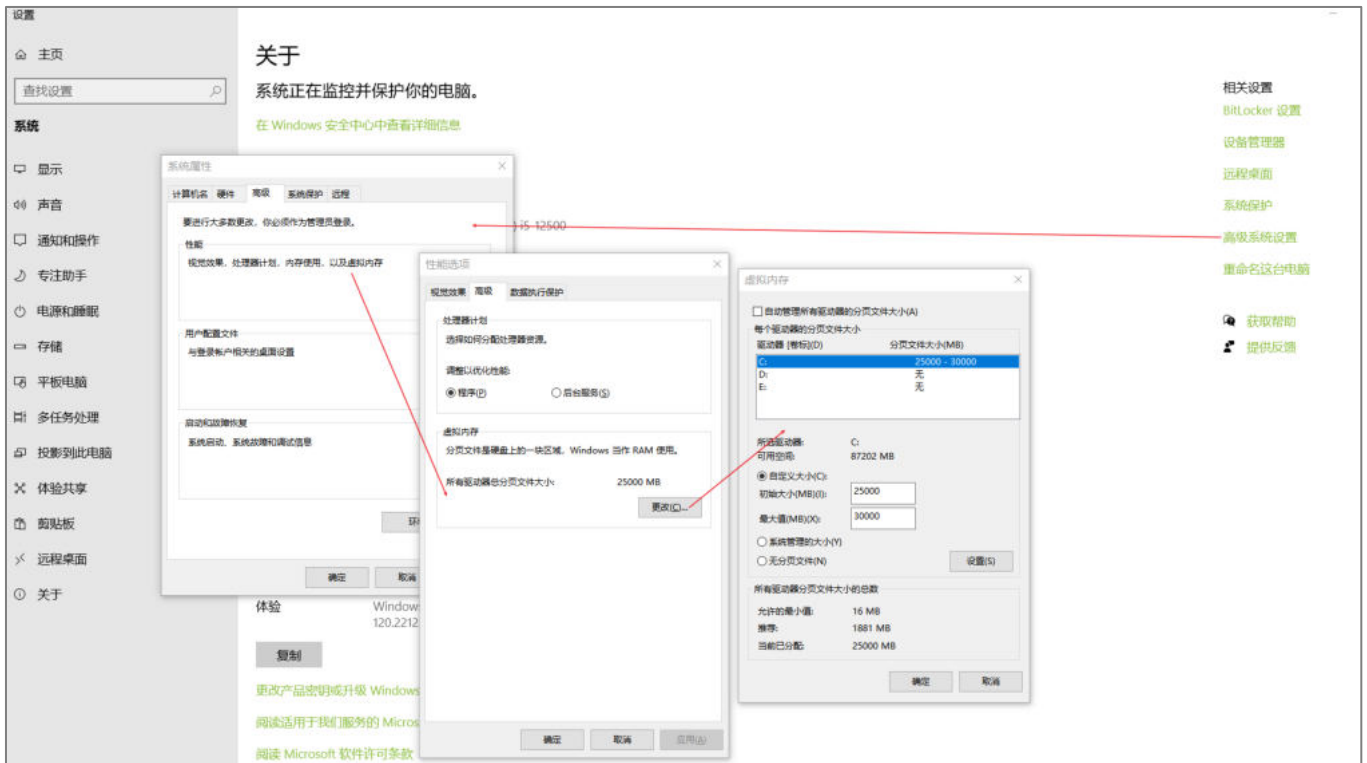 设置
主页
查找设置
系统
显示
声音
通知和操作
专注助手
电源和睡眠
存储
平板电脑
多任务处理
投影到此电脑
体验共享
剪贴板
远程桌面
关于
关于
系统正在监控并保护你的电脑。
在 Windows 安全中心中查看详细信息
i5-12500
体验 Window
120.2212
复制
更改产品密钥或升级 Windows
阅读适用于我们服务的 Micros
阅读 Microsoft 软件许可条款
系统属性
计算机名 硬件 高级 系统保护 远程
要进行大多数更改，你必须作为管理员登录。
性能
视觉效果，处理器计划，内存使用，以及虚拟内存
用户配置文件
与登录帐户相关的桌面设置
启动和故障恢复
系统启动、系统故障和调试信息
环
确定 取消
性能选项
视觉效果 高级 数据执行保护
处理器计划
选择如何分配处理器资源。
调整以优化性能:
程序(P) 后台服务(S)
虚拟内存
分页文件是硬盘上的一块区域，Windows 当作 RAM 使用。
所有驱动器总分页文件大小: 25000 MB
更改(C)...
确定 取消 应用(A)
虚拟内存
自动管理所有驱动器的分页文件大小(A)
每个驱动器的分页文件大小
驱动器 [卷标](D) 分页文件大小(MB)
C: 25000 - 30000
D: 无
E: 无
所选驱动器: C:
可用空间: 87202 MB
自定义大小(C):
初始大小(MB)(I): 25000
最大值(MB)(X): 30000
系统管理的大小(Y)
无分页文件(N) 设置(S)
所有驱动器分页文件大小的总数
允许的最小值: 16 MB
推荐: 1881 MB
当前已分配: 25000 MB
确定 取消
相关设置
BitLocker 设置
设备管理器
远程桌面
系统保护
高级系统设置
重命名这台电脑
获取帮助
提供反馈